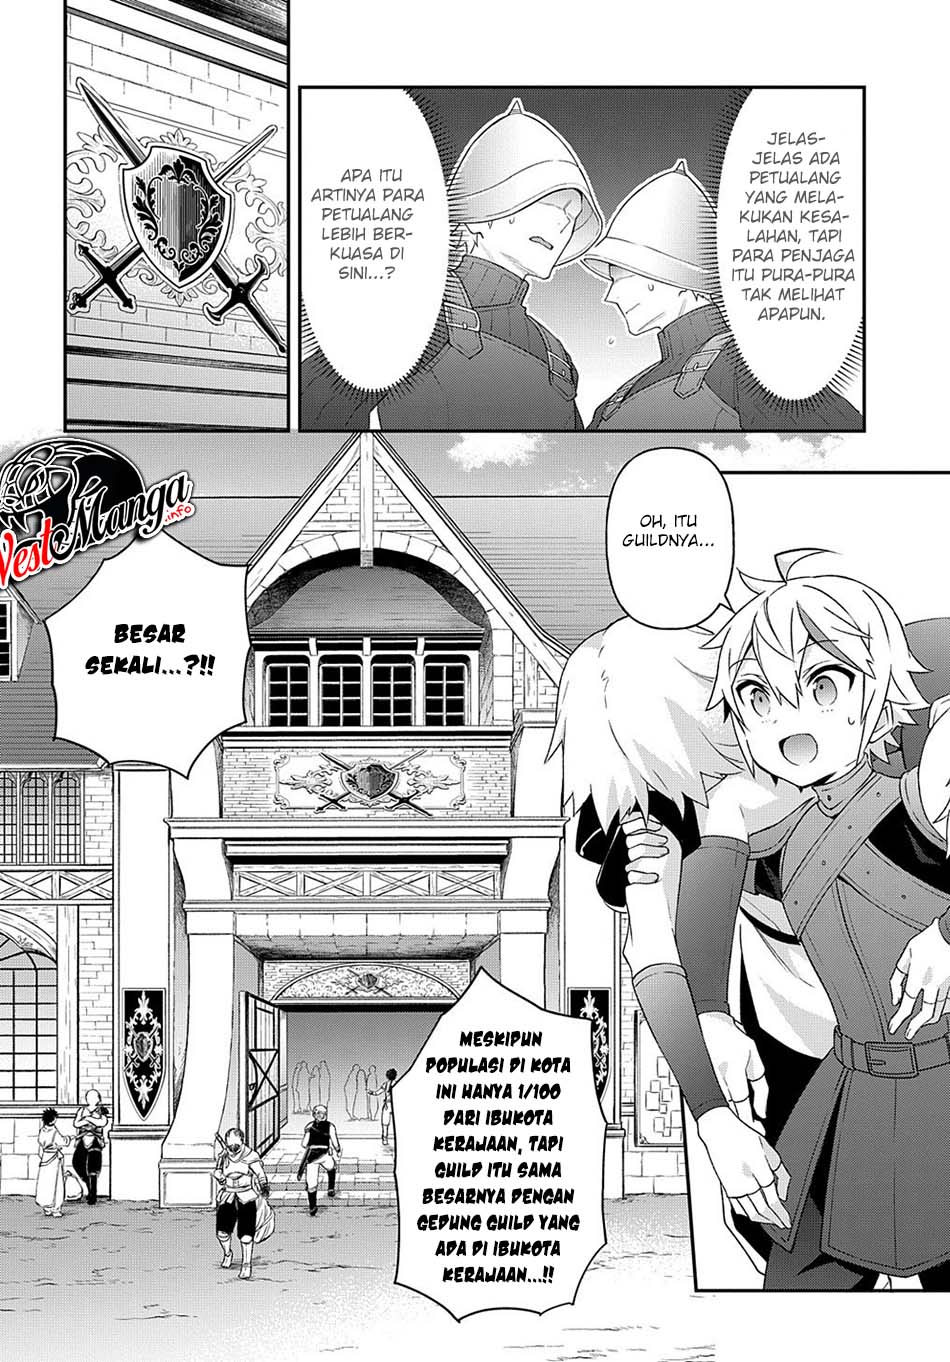 JELAS-
JELAS ADA
PETUALANG
YANG MELA-
KUKAN KESA-
LAHAN, TAPI
PARA PENJAGA
ITU PURA-PURA
TAK MELIHAT
APAPUN.
APA ITU
ARTINYA PARA
PETUALANG
LEBIH BER-
KUASA DI
SINI...?
OH, ITU
GUILDNYA...
WestManga
.info
BESAR
SEKALI...?!!
MESKIPUN
POPULASI DI KOTA
INI HANYA 1/100
DARI IBUKOTA
KERAJAAN, TAPI
GUILD ITU SAMA
BESARNYA DENGAN
GEDUNG GUILD YANG
ADA DI IBUKOTA
KERAJAAN...!!